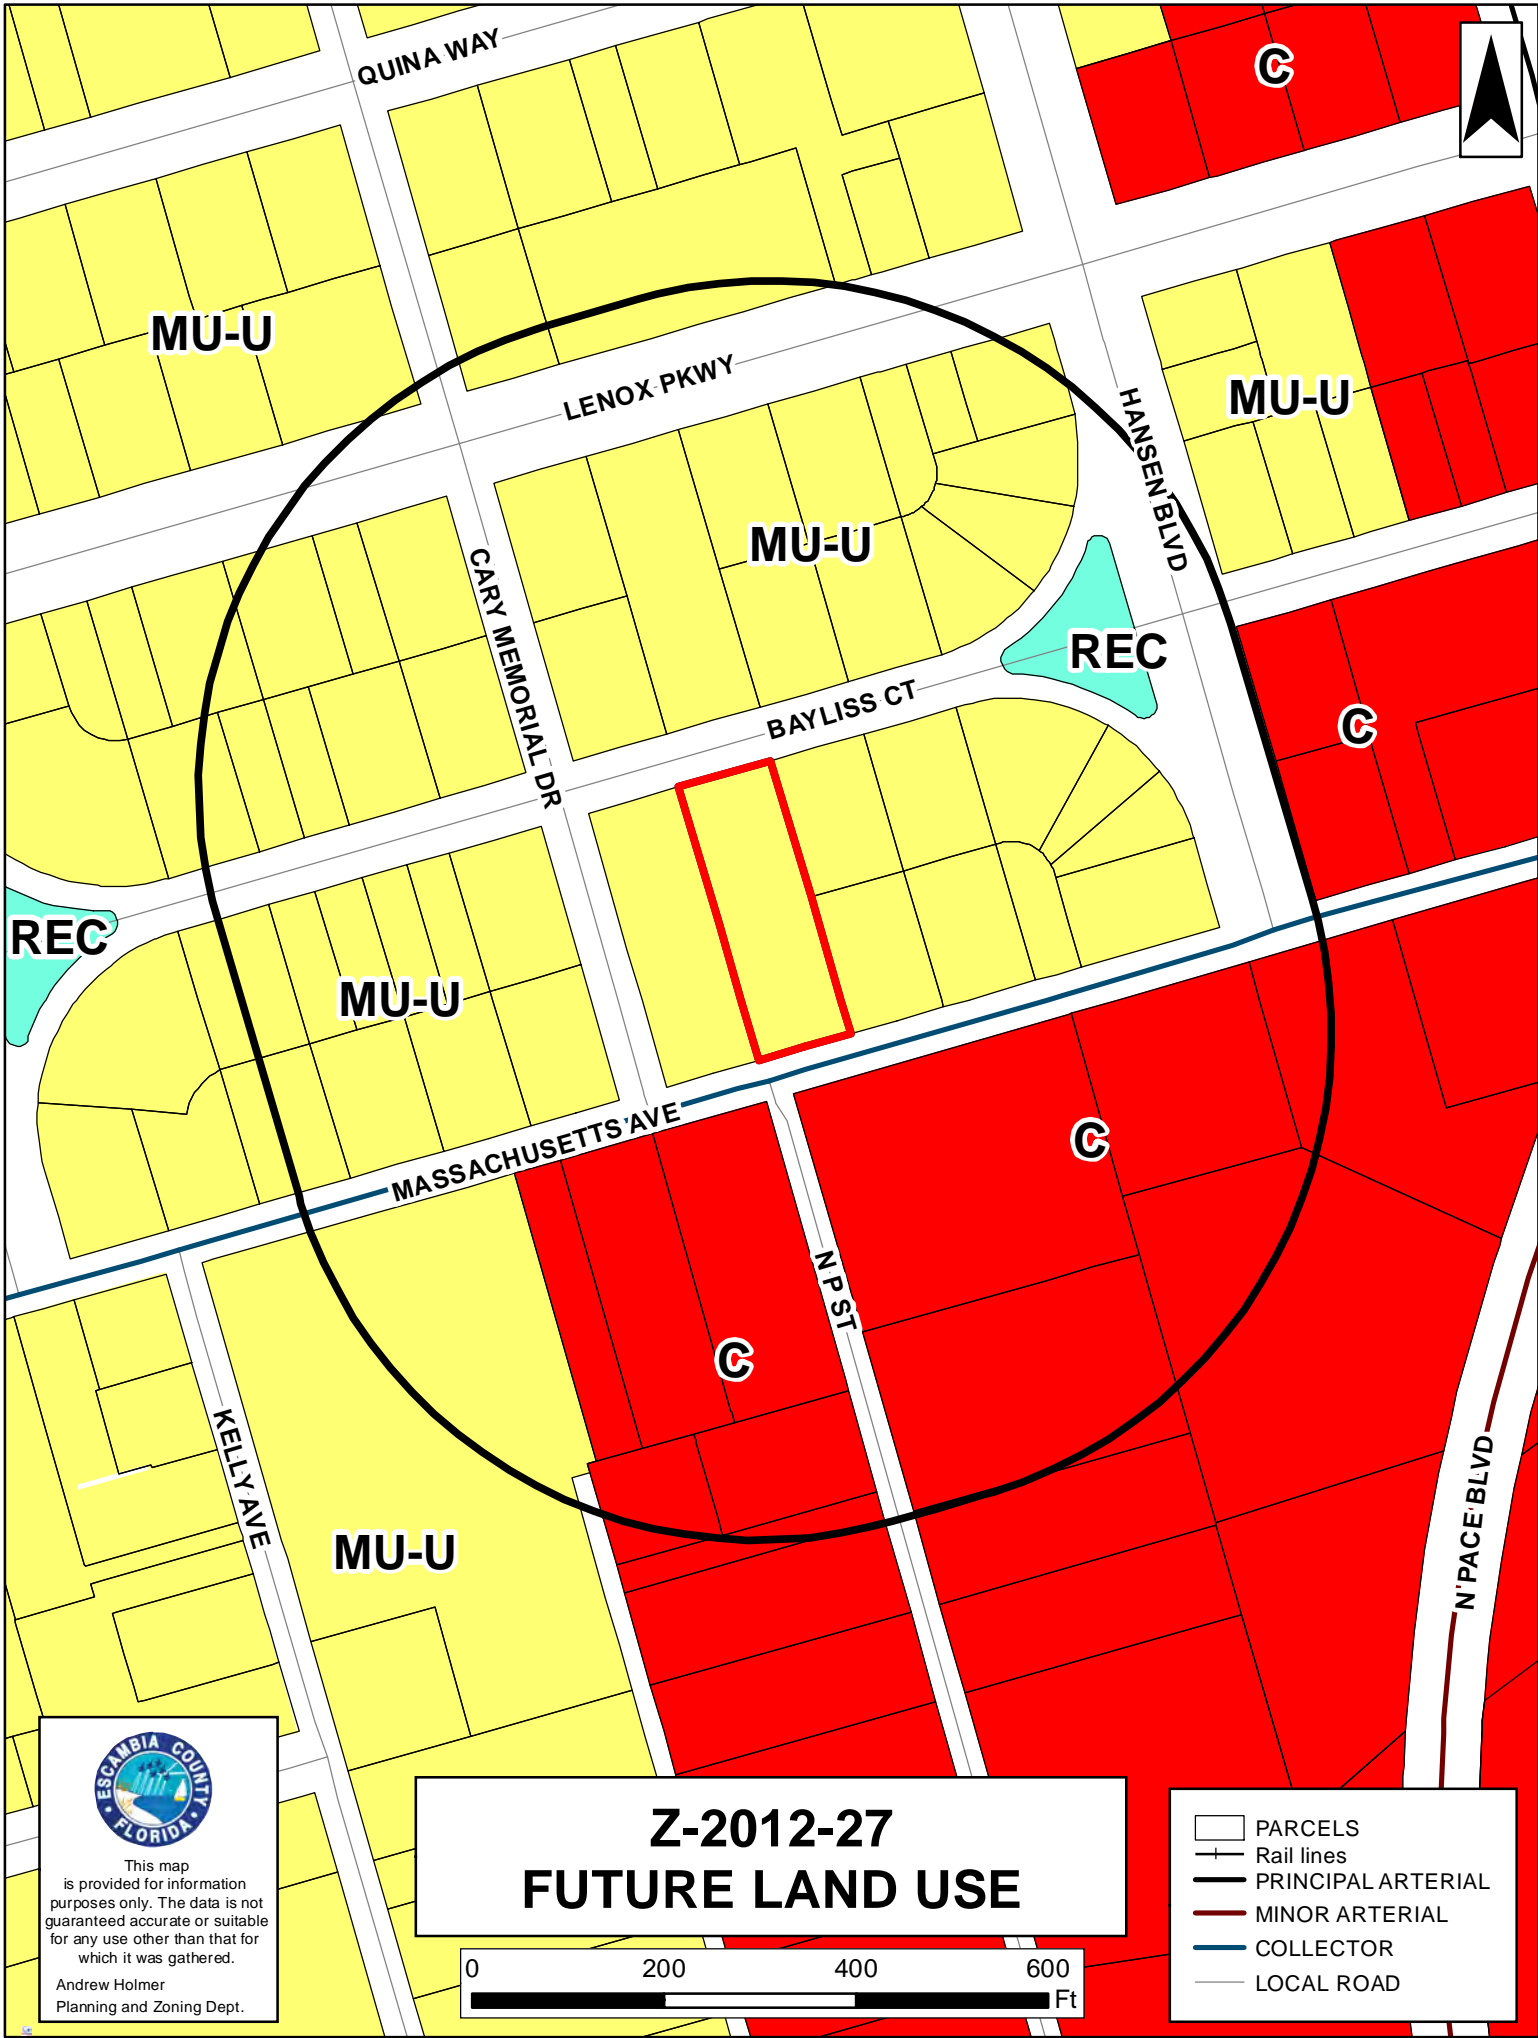 QUINA WAY
C
MU-U
LENOX PKWY
HANSEN BLVD
MU-U
MU-U
CARY MEMORIAL DR
REC
BAYLISS CT
C
REC
MU-U
MASSACHUSETTS AVE
C
N P ST
C
KELLY AVE
MU-U
N PACE BLVD
ESCAMBIA COUNTY
FLORIDA
This map
is provided for information
purposes only. The data is not
guaranteed accurate or suitable
for any use other than that for
which it was gathered.
Andrew Holmer
Planning and Zoning Dept.
Z-2012-27
FUTURE LAND USE
0 200 400 600
Ft
PARCELS
Rail lines
PRINCIPAL ARTERIAL
MINOR ARTERIAL
COLLECTOR
LOCAL ROAD